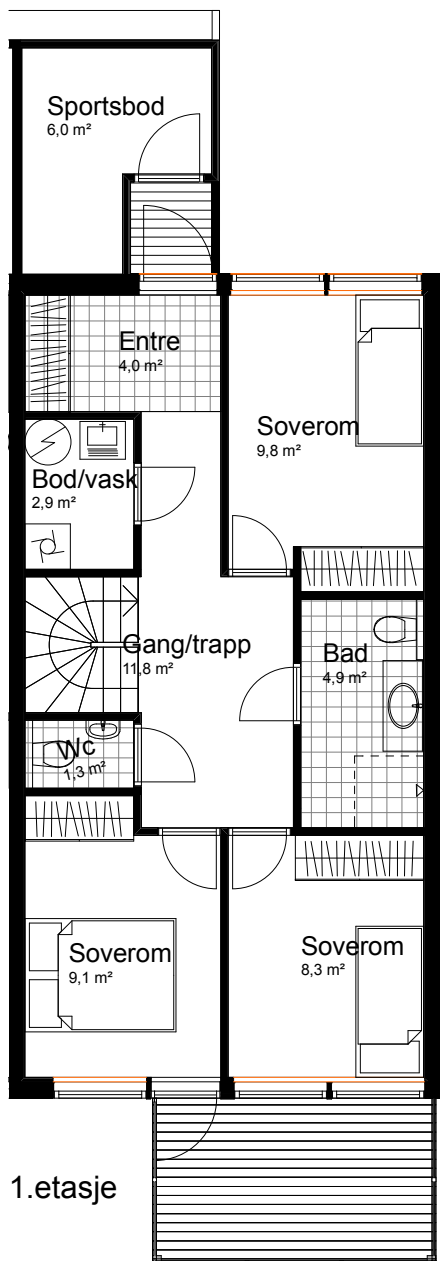 Sportsbod
6,0 m²
Entre
4,0 m²
Soverom
9,8 m²
Bod/vask
2,9 m²
Gang/trapp
11,8 m²
Bad
4,9 m²
Wc
1,3 m²
Soverom
9,1 m²
Soverom
8,3 m²
1.etasje